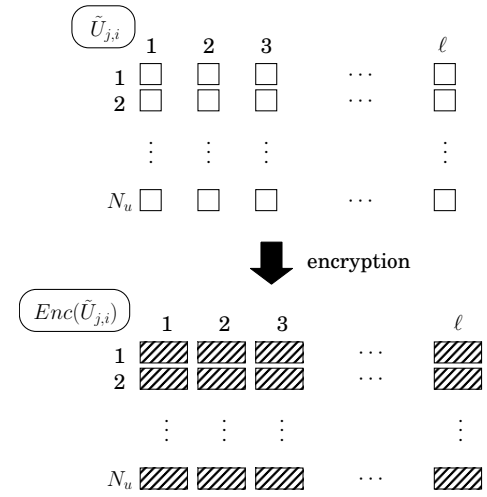 Ũ_{j,i}
1 2 3 ℓ
1 ⋯
2 ⋯
⋮ ⋮ ⋮ ⋮
N_u ⋯
encryption
Enc(Ũ_{j,i})
1 2 3 ℓ
1 ⋯
2 ⋯
⋮ ⋮ ⋮ ⋮
N_u ⋯